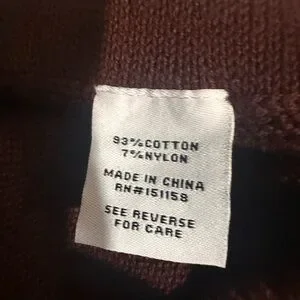 93%COTTON
7%NYLON
MADE IN CHINA
RN#151158
SEE REVERSE
FOR CARE